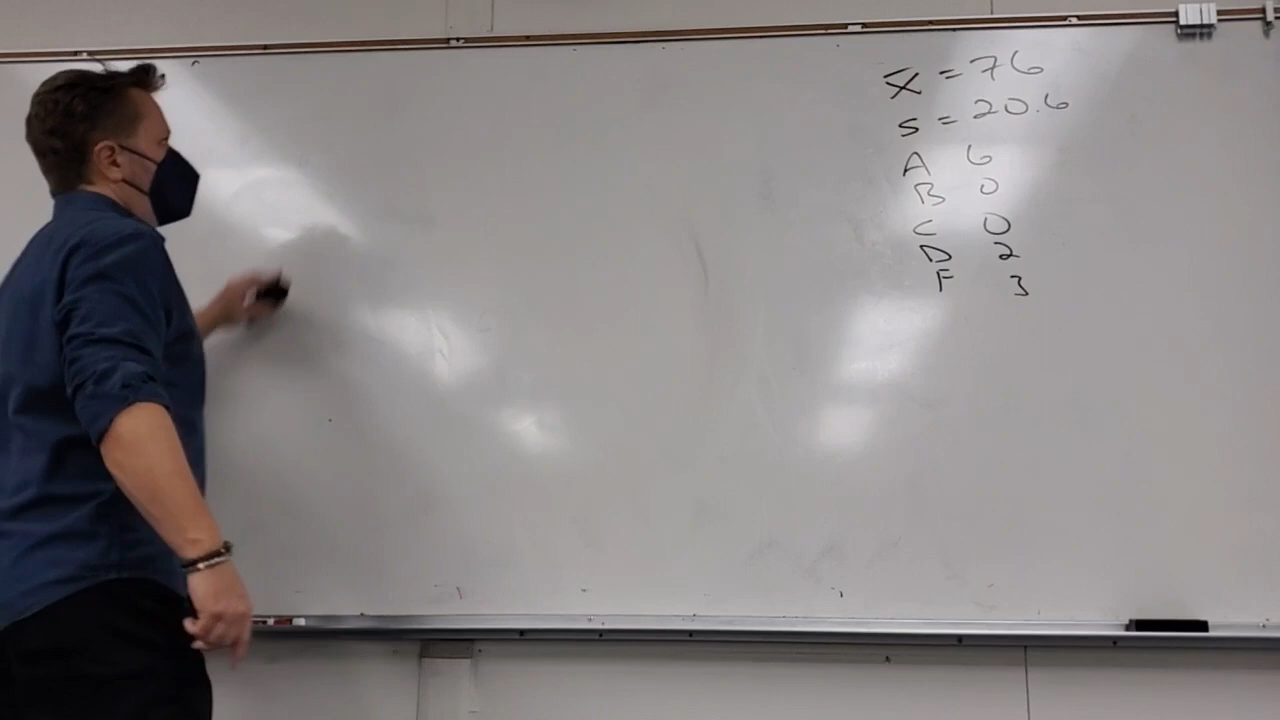 x̄ = 76
s = 20.6
A 6
B 0
C 0
D 2
F 3